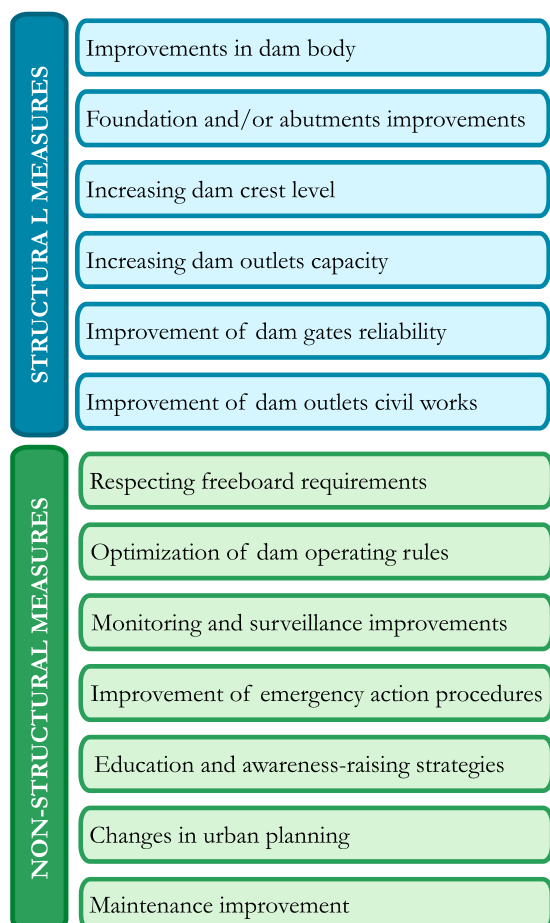 STRUCTURA L MEASURES
Improvements in dam body
Foundation and/or abutments improvements
Increasing dam crest level
Increasing dam outlets capacity
Improvement of dam gates reliability
Improvement of dam outlets civil works
NON-STRUCTURAL MEASURES
Respecting freeboard requirements
Optimization of dam operating rules
Monitoring and surveillance improvements
Improvement of emergency action procedures
Education and awareness-raising strategies
Changes in urban planning
Maintenance improvement